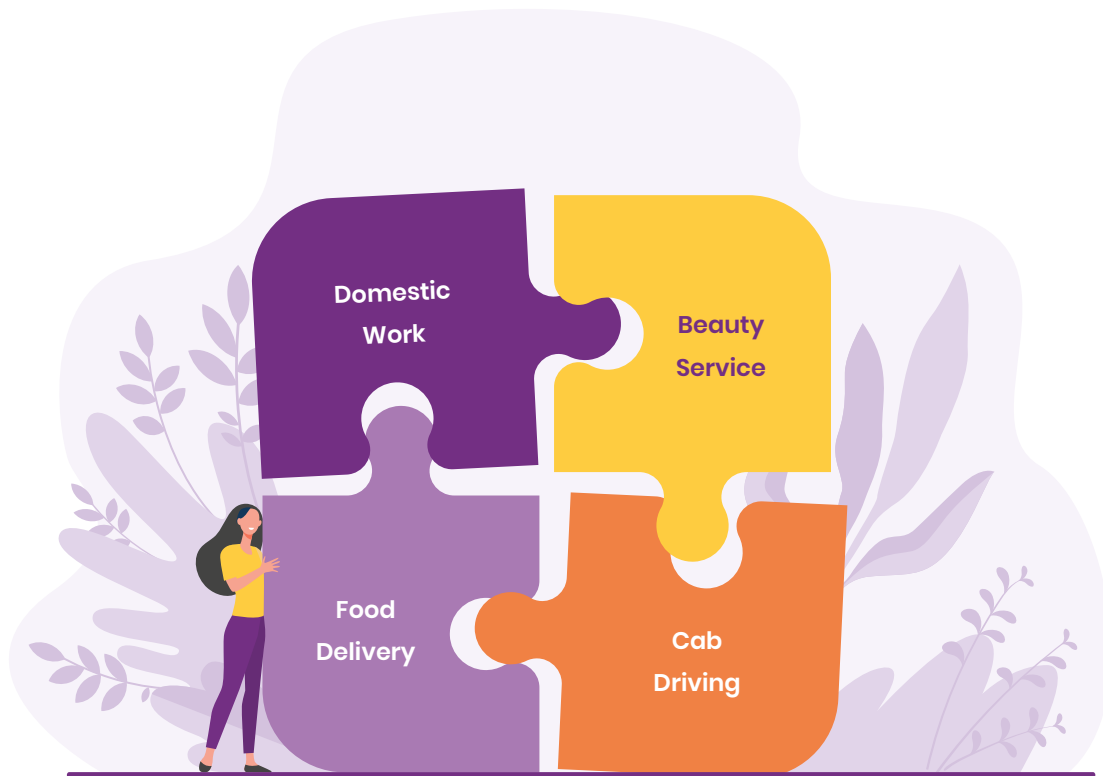 Domestic
Work
Beauty
Service
Food
Delivery
Cab
Driving